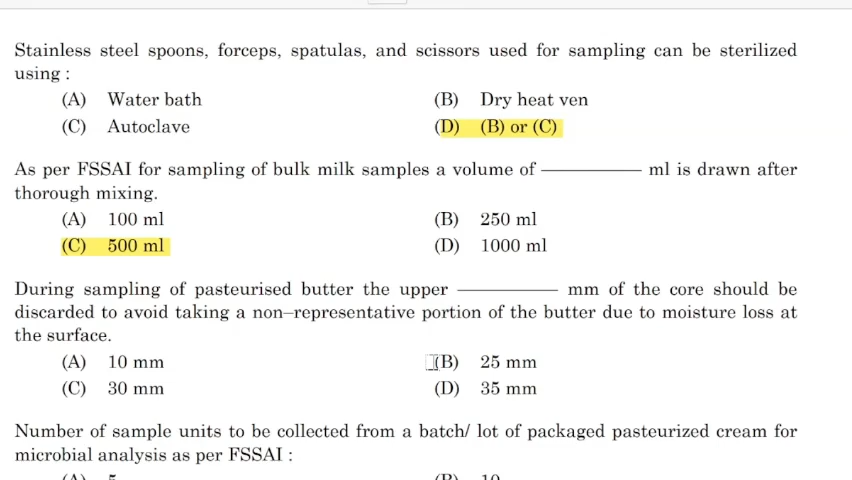 Stainless steel spoons, forceps, spatulas, and scissors used for sampling can be sterilized
using :
(A) Water bath (B) Dry heat ven
(C) Autoclave (D) (B) or (C)
As per FSSAI for sampling of bulk milk samples a volume of ———— ml is drawn after
thorough mixing.
(A) 100 ml (B) 250 ml
(C) 500 ml (D) 1000 ml
During sampling of pasteurised butter the upper ———— mm of the core should be
discarded to avoid taking a non–representative portion of the butter due to moisture loss at
the surface.
(A) 10 mm (B) 25 mm
(C) 30 mm (D) 35 mm
Number of sample units to be collected from a batch/ lot of packaged pasteurized cream for
microbial analysis as per FSSAI :
(A) 5 (B) 10